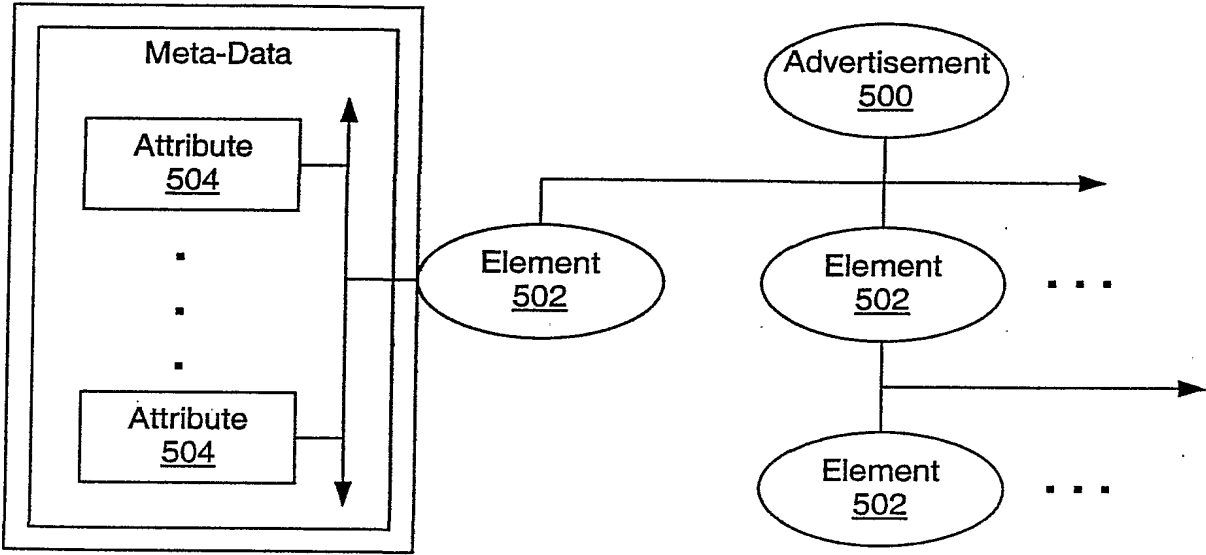 Meta-Data
Attribute
504
Attribute
504
Advertisement
500
Element
502
Element
502
Element
502